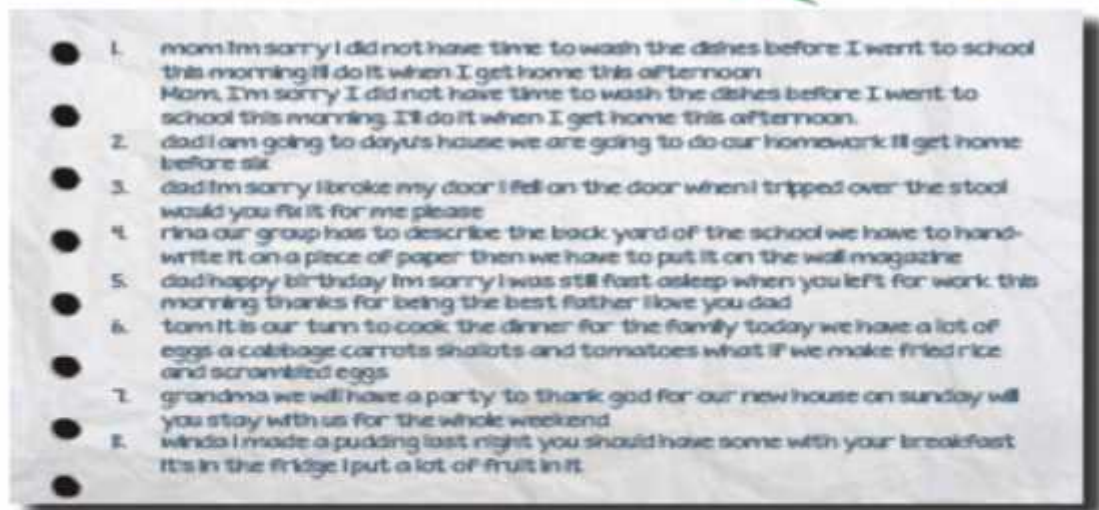 1. mom im sorry I did not have time to wash the dishes before I went to school
this morning ill do it when I get home this afternoon
Mom, I'm sorry I did not have time to wash the dishes before I went to
school this morning. I'll do it when I get home this afternoon.
2. dad i am going to dayu's house we are going to do our homework ill get home
before six
3. dad im sorry i broke my door i fell on the door when i tripped over the stool
would you fix it for me please
4. rina our group has to describe the back yard of the school we have to hand-
write it on a piece of paper then we have to put it on the wall magazine
5. dad happy birthday im sorry i was still fast asleep when you left for work this
morning thanks for being the best father i love you dad
6. tom it is our turn to cook the dinner for the family today we have a lot of
eggs a cabbage carrots shallots and tomatoes what if we make fried rice
and scrambled eggs
7. grandma we will have a party to thank god for our new house on sunday will
you stay with us for the whole weekend
8. winda i made a pudding last night you should have some with your breakfast
it's in the fridge i put a lot of fruit in it